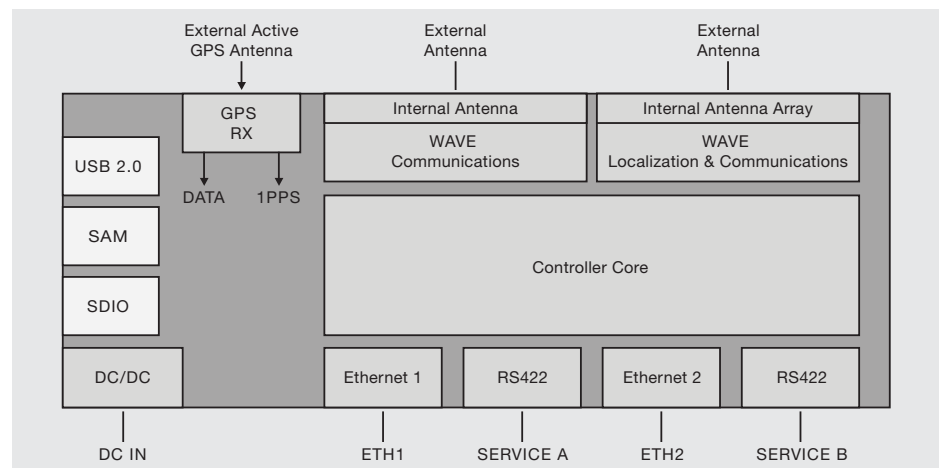 External Active
GPS Antenna
External
Antenna
External
Antenna
GPS
RX
Internal Antenna
WAVE
Communications
Internal Antenna Array
WAVE
Localization & Communications
USB 2.0
DATA
1PPS
SAM
Controller Core
SDIO
DC/DC
Ethernet 1
RS422
Ethernet 2
RS422
DC IN
ETH1
SERVICE A
ETH2
SERVICE B